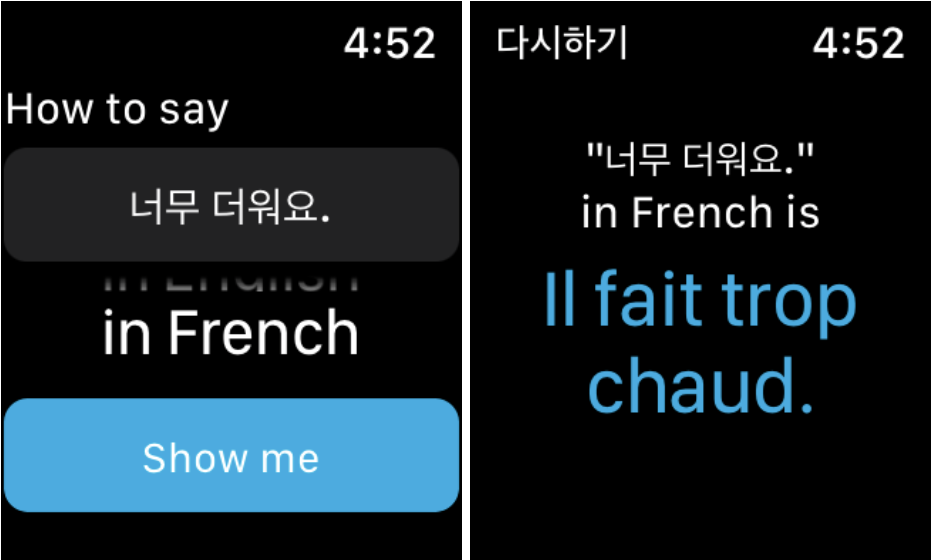 4:52
How to say
너무 더워요.
in English
in French
Show me
다시하기 4:52
"너무 더워요."
in French is
Il fait trop
chaud.